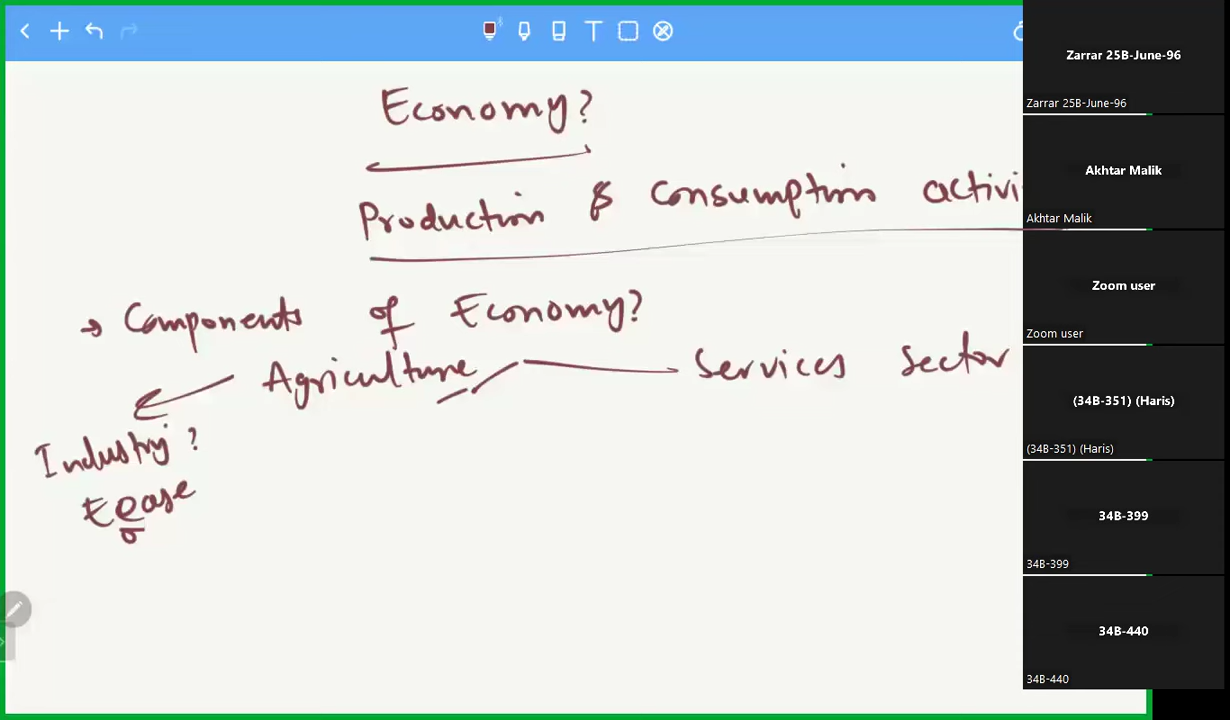 Economy?
Production & Consumption activi
→ Components of Economy?
Agriculture
Services Sector
Industry?
Zarrar 25B-June-96
Zarrar 25B-June-96
Akhtar Malik
Akhtar Malik
Zoom user
Zoom user
(34B-351) (Haris)
(34B-351) (Haris)
34B-399
34B-399
34B-440
34B-440